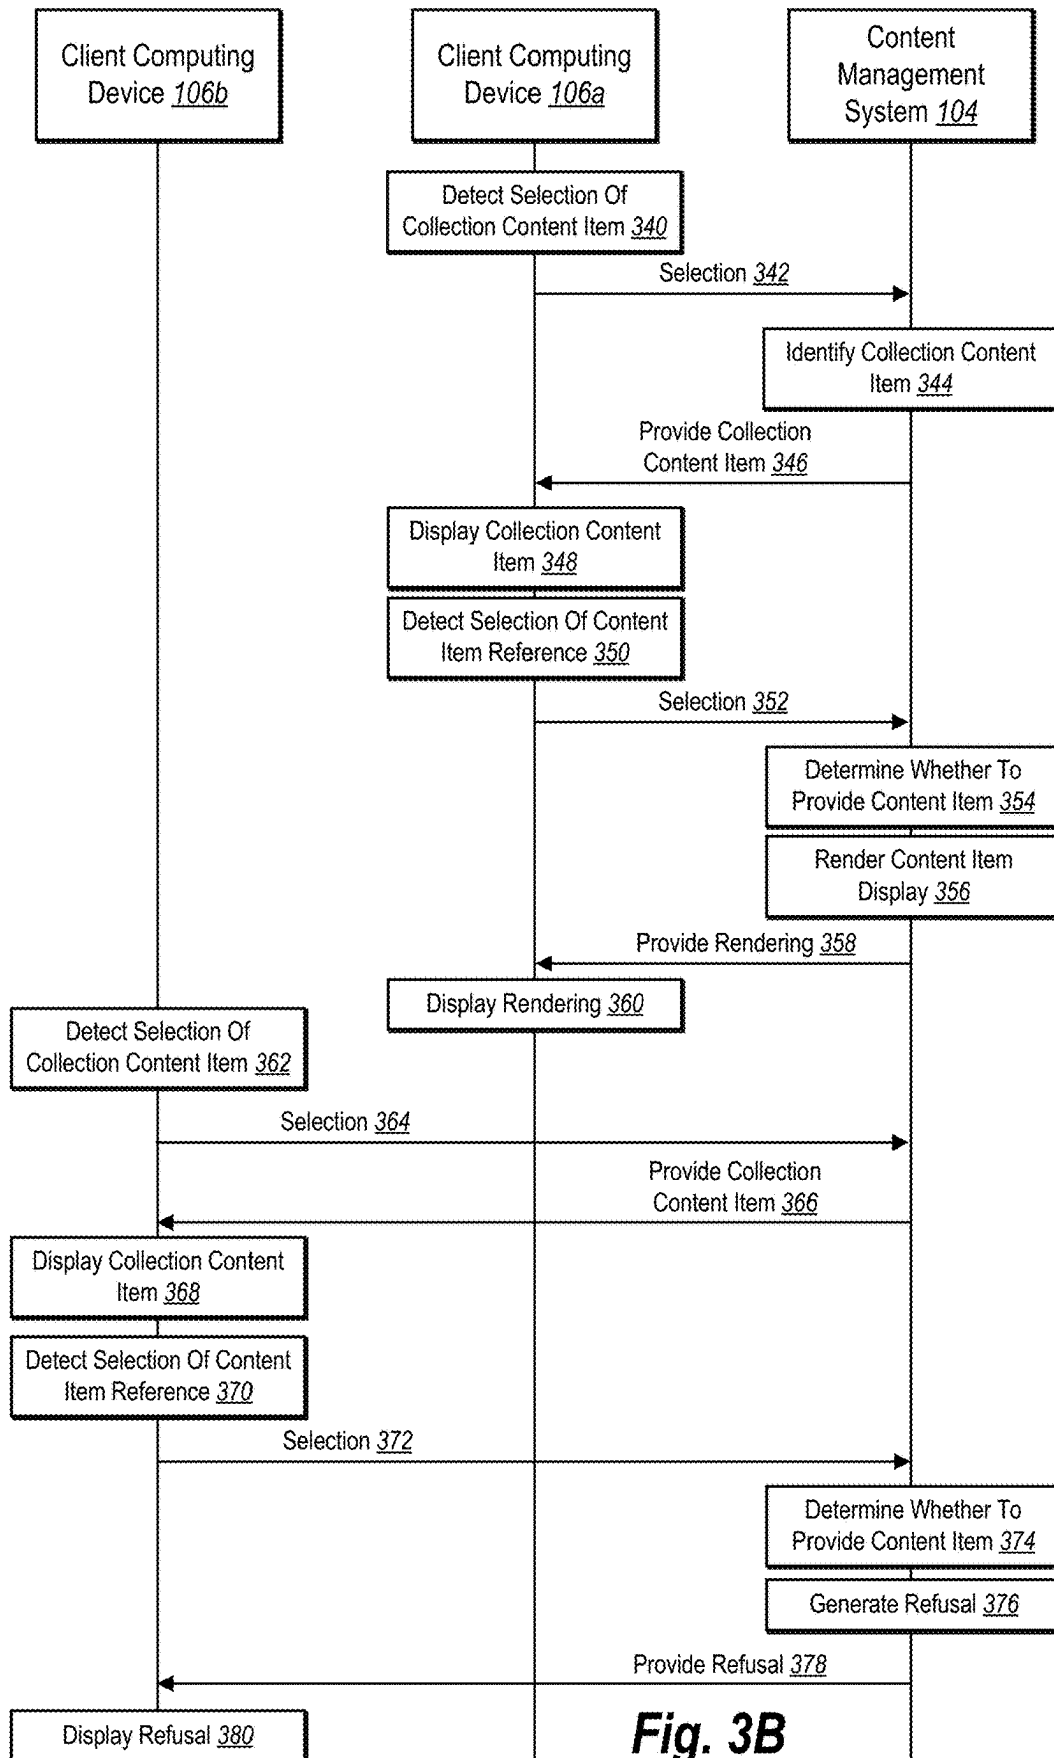 Client Computing
Device 106b
Client Computing
Device 106a
Content
Management
System 104
Detect Selection Of
Collection Content Item 340
Selection 342
Identify Collection Content
Item 344
Provide Collection
Content Item 346
Display Collection Content
Item 348
Detect Selection Of Content
Item Reference 350
Selection 352
Determine Whether To
Provide Content Item 354
Render Content Item
Display 356
Provide Rendering 358
Display Rendering 360
Detect Selection Of
Collection Content Item 362
Selection 364
Provide Collection
Content Item 366
Display Collection Content
Item 368
Detect Selection Of Content
Item Reference 370
Selection 372
Determine Whether To
Provide Content Item 374
Generate Refusal 376
Provide Refusal 378
Display Refusal 380
Fig. 3B